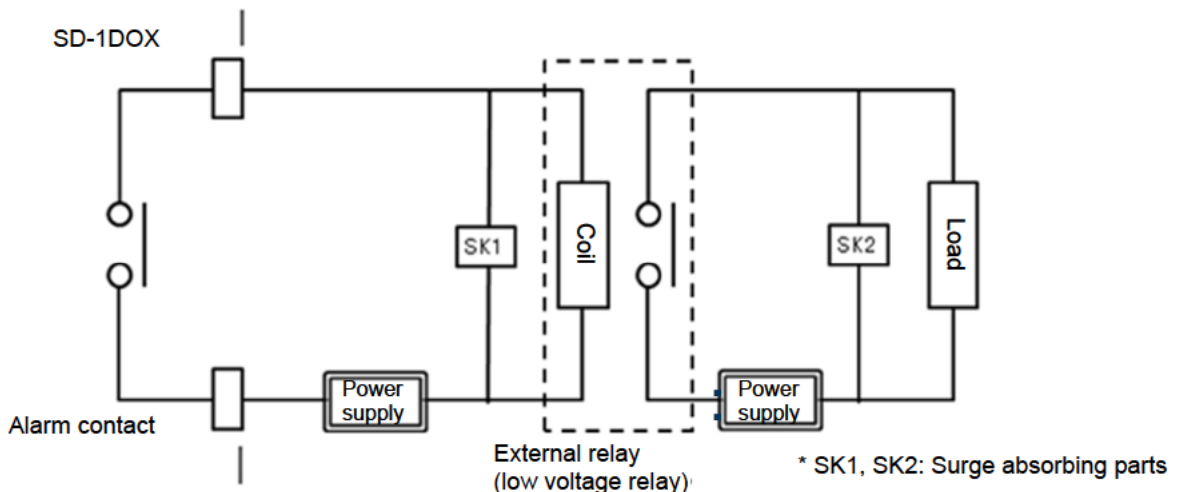 SD-1DOX
SK1
Coil
SK2
Load
Power
supply
Power
supply
Alarm contact
External relay
(low voltage relay)
* SK1, SK2: Surge absorbing parts